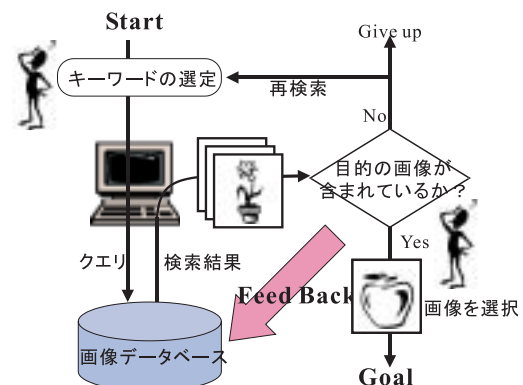 Start
Give up
キーワードの選定
再検索
No
目的の画像が
含まれているか？
Yes
クエリ
検索結果
Feed Back
画像を選択
画像データベース
Goal